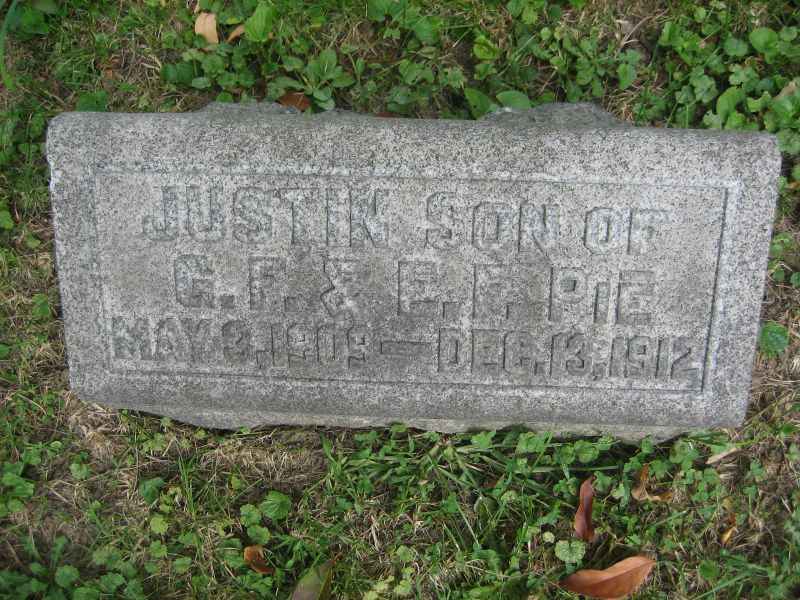 JUSTIN SON OF
G. F. & E. F. PIE
MAY 3, 1909 — DEC. 13, 1912